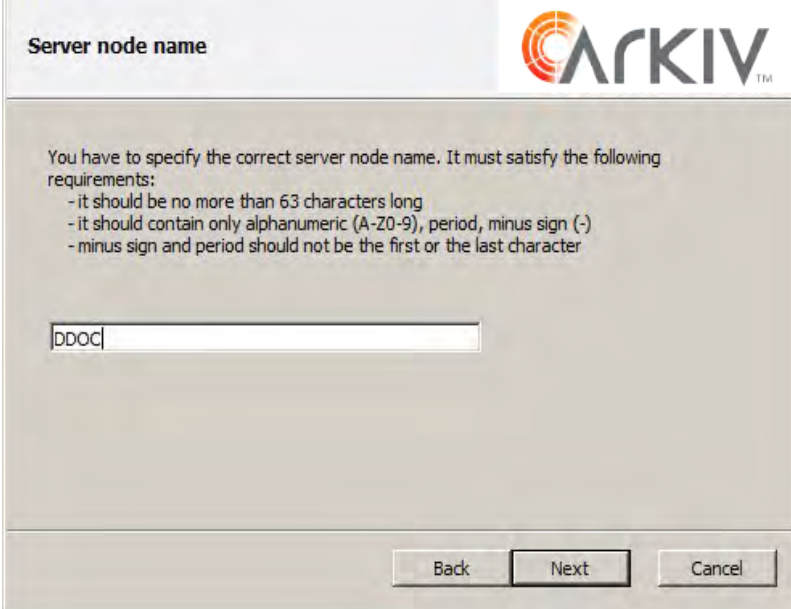 Server node name
ARKIV
TM
You have to specify the correct server node name. It must satisfy the following
requirements:
- it should be no more than 63 characters long
- it should contain only alphanumeric (A-Z0-9), period, minus sign (-)
- minus sign and period should not be the first or the last character
DDOC
Back
Next
Cancel